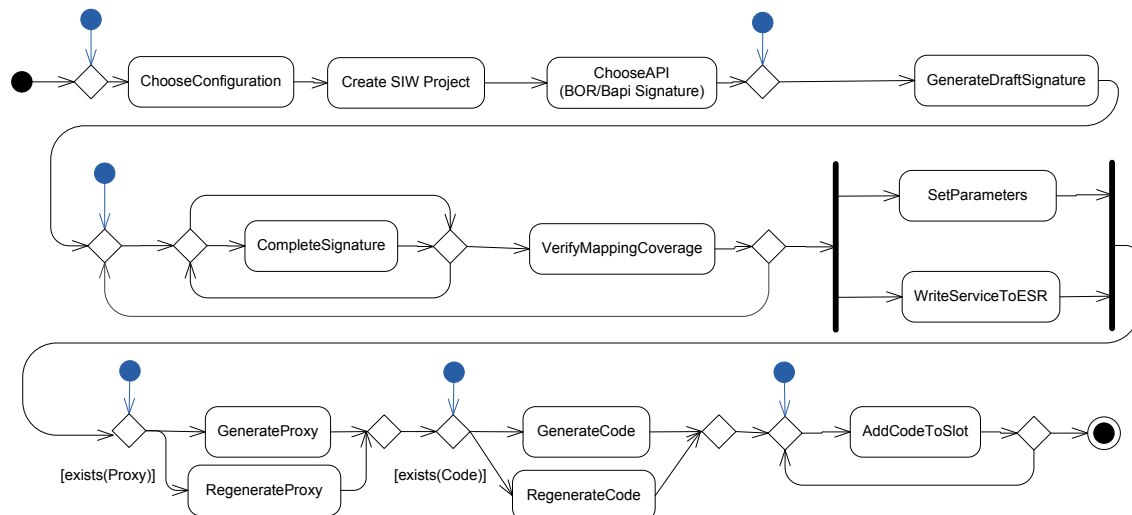 ChooseConfiguration
Create SIW Project
ChooseAPI
(BOR/Bapi Signature)
GenerateDraftSignature
CompleteSignature
VerifyMappingCoverage
SetParameters
WriteServiceToESR
GenerateProxy
[exists(Proxy)]
RegenerateProxy
GenerateCode
[exists(Code)]
RegenerateCode
AddCodeToSlot